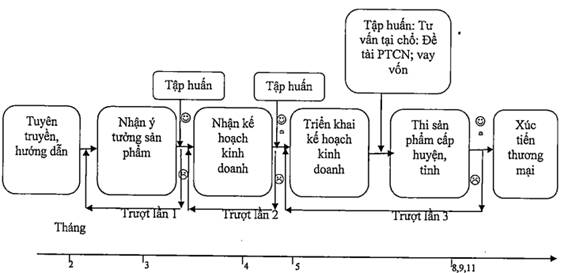 Tập huấn: Tư
vấn tại chỗ: Đề
tài PTCN; vay
vốn
Tập huấn
Tập huấn
Tuyên
truyền,
hướng dẫn
Nhận ý
tưởng sản
phẩm
Nhận kế
hoạch
kinh
doanh
Triển khai
kế hoạch
kinh
doanh
Thi sản
phẩm cấp
huyện,
tỉnh
Xúc
tiến
thương
mại
Trượt lần 1
Trượt lần 2
Trượt lần 3
Tháng
2
3
4
5
8,9,11